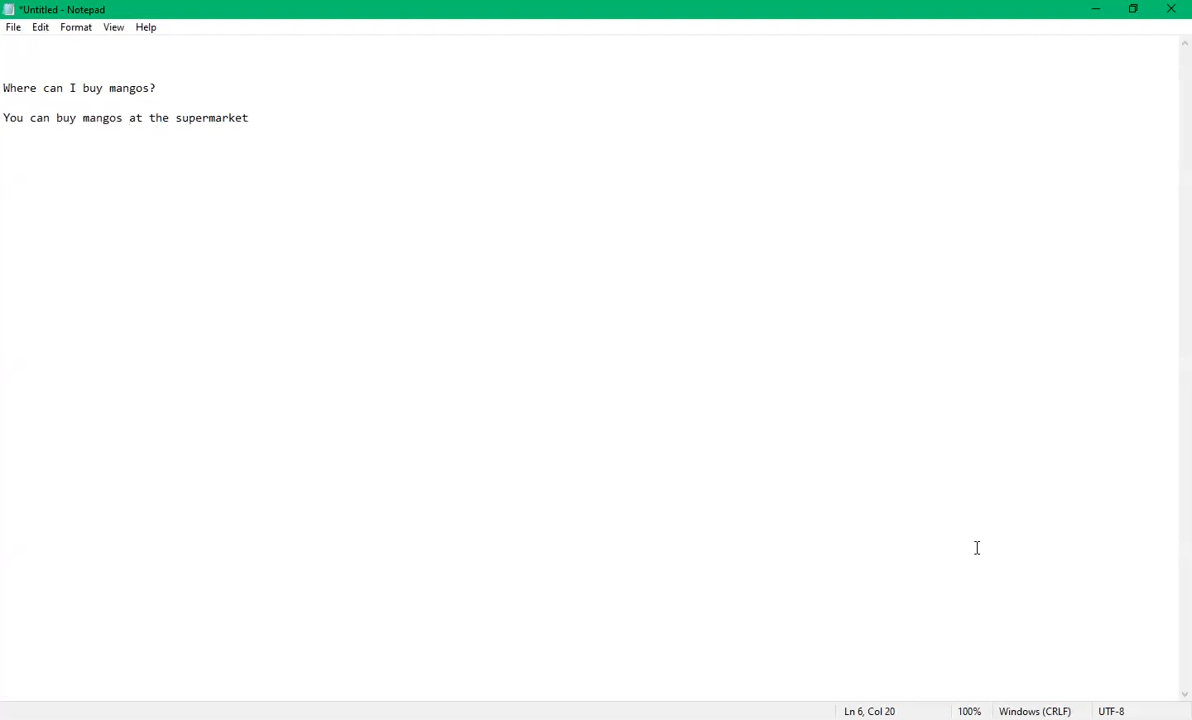 *Untitled - Notepad
File Edit Format View Help
Where can I buy mangos?
You can buy mangos at the supermarket
Ln 6, Col 20 100% Windows (CRLF) UTF-8